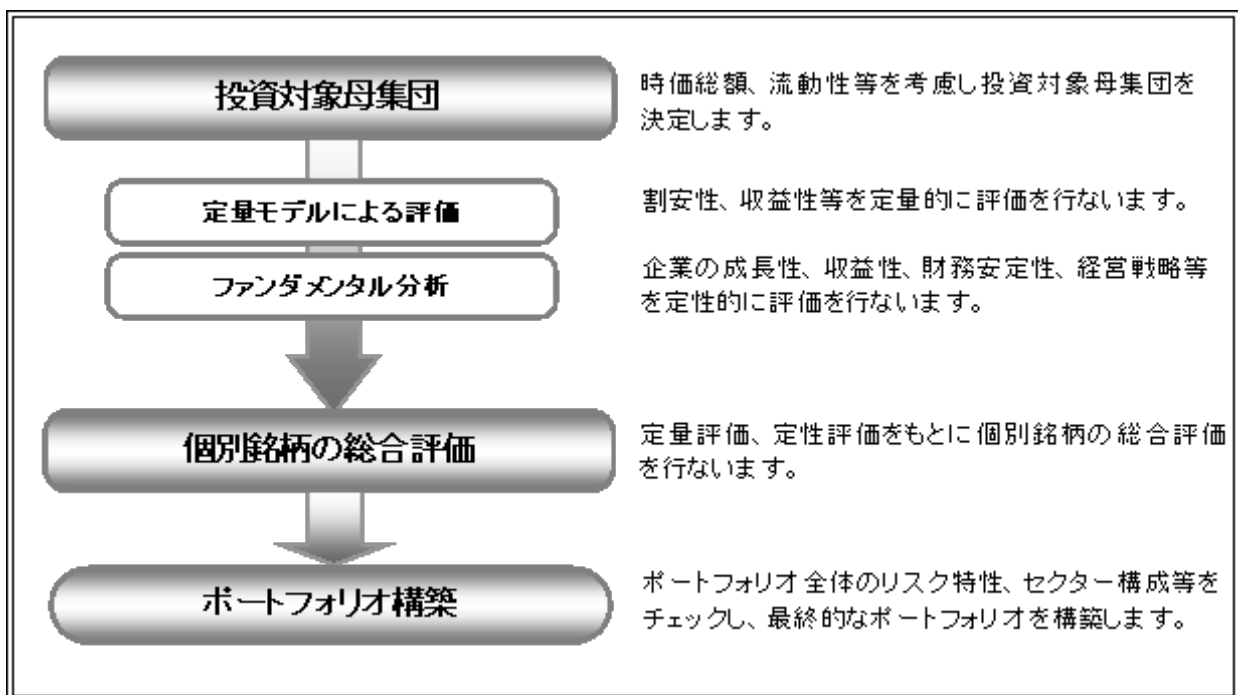 投資対象母集団
時価総額、流動性等を考慮し投資対象母集団を
決定します。
定量モデルによる評価
割安性、収益性等を定量的に評価を行ないます。
ファンダメンタル分析
企業の成長性、収益性、財務安定性、経営戦略等
を定性的に評価を行ないます。
個別銘柄の総合評価
定量評価、定性評価をもとに個別銘柄の総合評価
を行ないます。
ポートフォリオ構築
ポートフォリオ全体のリスク特性、セクター構成等を
チェックし、最終的なポートフォリオを構築します。